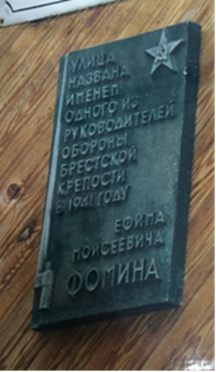 УЛИЦА
НАЗВАНА
ИМЕНЕМ
ОДНОГО ИЗ
РУКОВОДИТЕЛЕЙ
ОБОРОНЫ
БРЕСТСКОЙ
КРЕПОСТИ
В 1941 ГОДУ
ЕФИМА
МОИСЕЕВИЧА
ФОМИНА